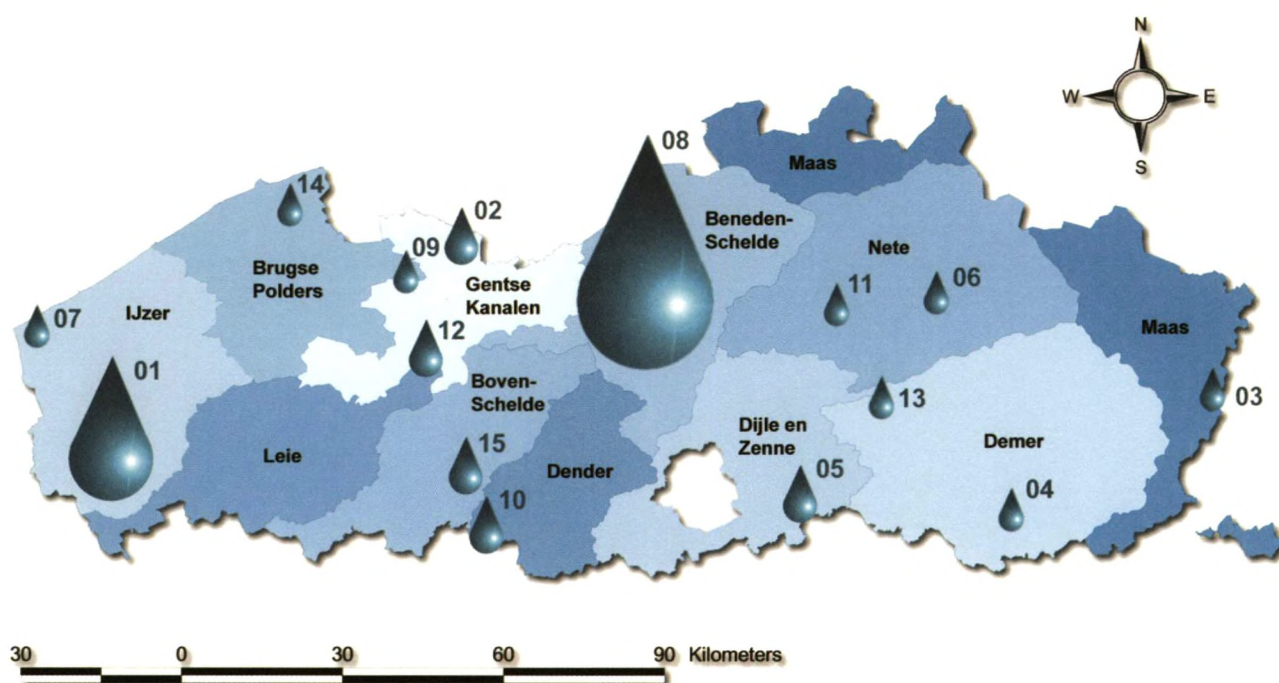 N
W E
S
08
Maas
14
02
Beneden-
Schelde
09
Nete
Brugse
Polders
Gentse
Kanalen
11
06
07
IJzer
12
Maas
01
Boven-
Schelde
13
03
Leie
15
Dender
Dijle en
Zenne
Demer
05
10
04
30 0 30 60 90 Kilometers